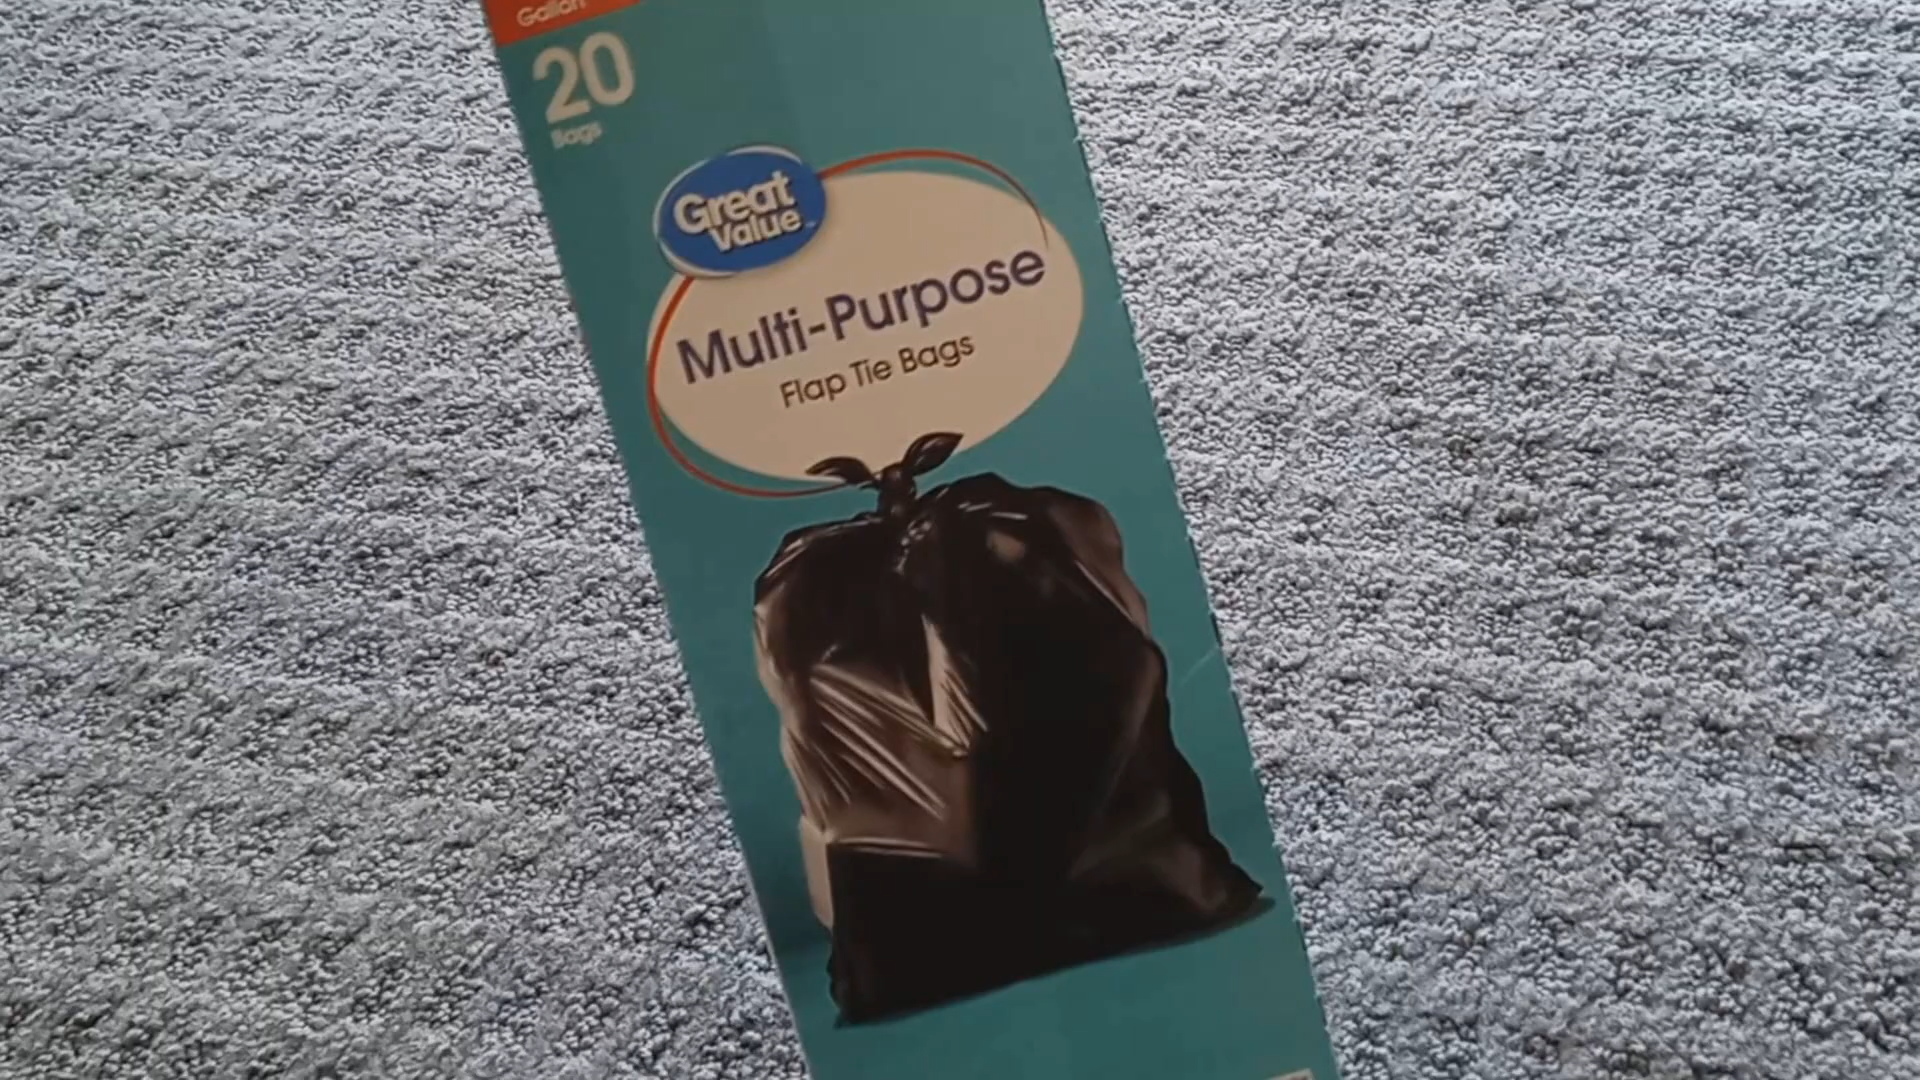 Gallon
20
Bags
Great
Value
Multi-Purpose
Flap Tie Bags